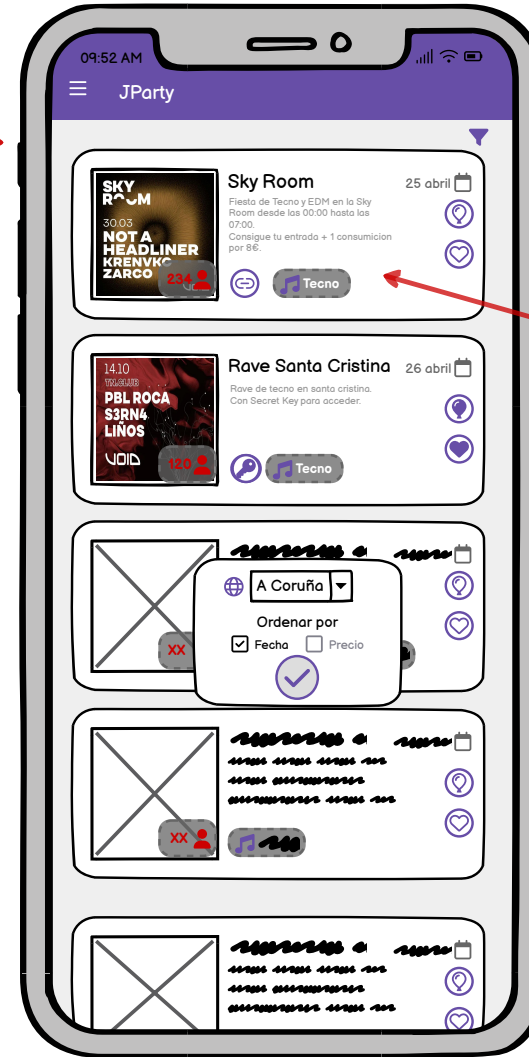 09:52 AM
JParty
SKY
ROOM
30.03
NOT A
HEADLINER
KRENVKG
ZARCO
234
Sky Room
25 abril
Fiesta de Tecno y EDM en la Sky
Room desde las 00:00 hasta las
07:00.
Consigue tu entrada + 1 consumicion
por 8€.
Tecno
14.10
TN.CLUB
PBL ROCA
S3RN4
LIÑOS
VOID
120
Rave Santa Cristina
26 abril
Rave de tecno en santa cristina.
Con Secret Key para acceder.
Tecno
XX
A Coruña
Ordenar por
Fecha
Precio
XX